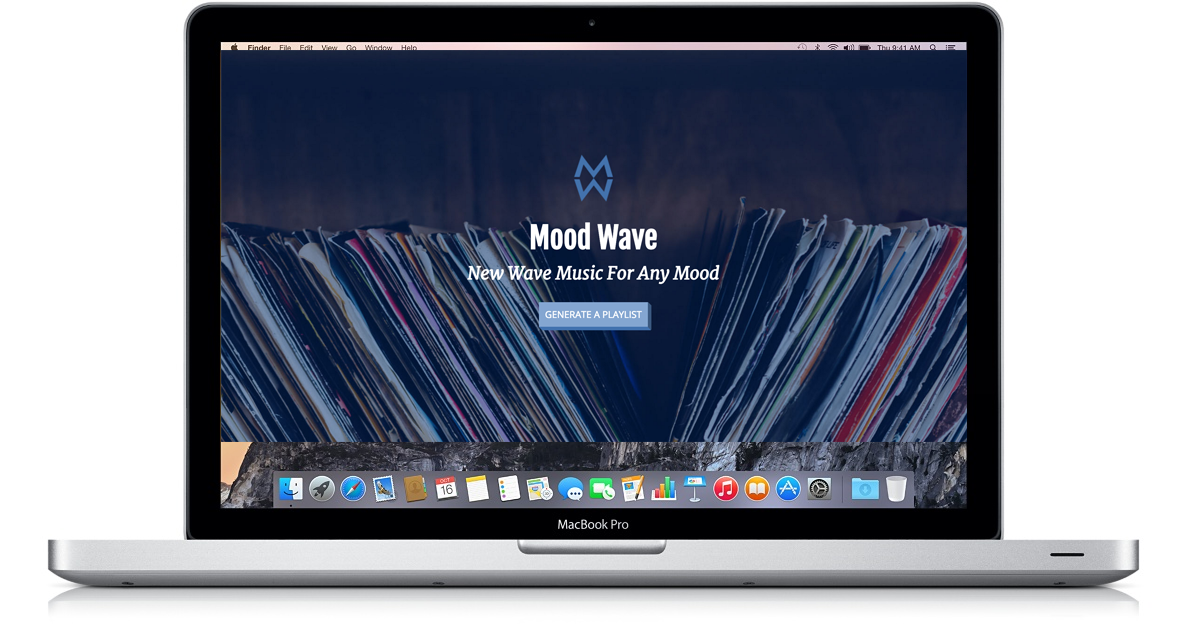 Finder File Edit View Go Window Help Thu 9:41 AM
Mood Wave
New Wave Music For Any Mood
GENERATE A PLAYLIST
OCT
16
MacBook Pro